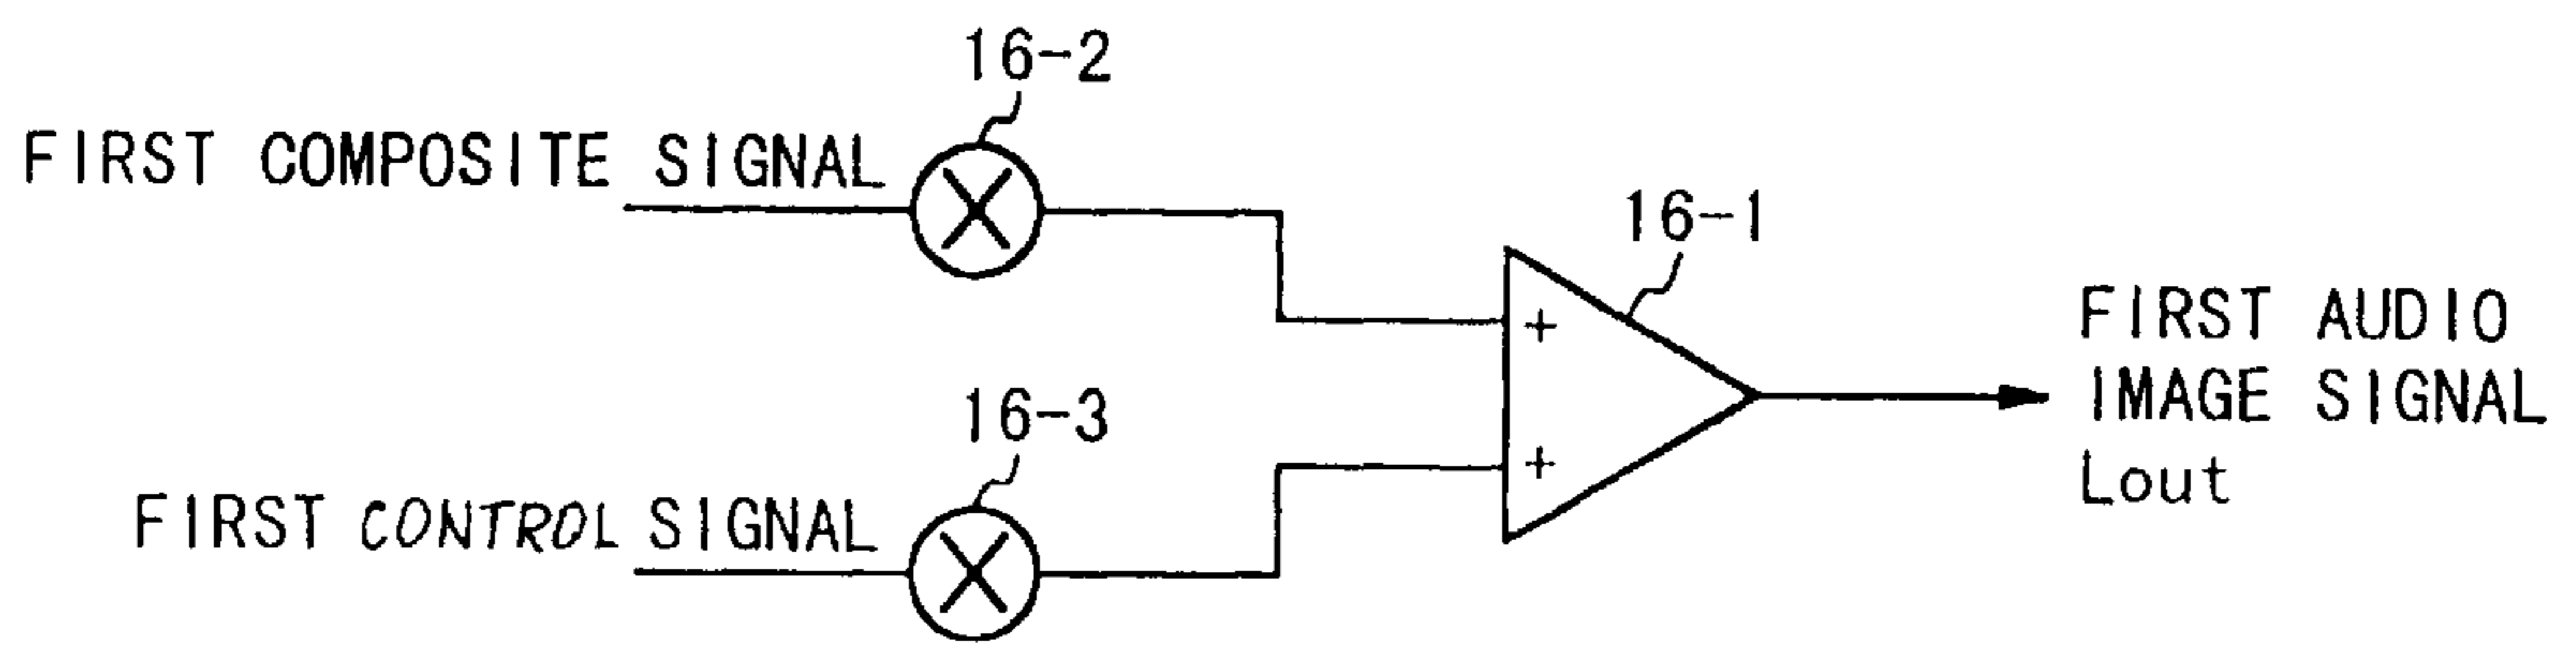 16-2
FIRST COMPOSITE SIGNAL
16-1
+
FIRST AUDIO
IMAGE SIGNAL
Lout
16-3
+
FIRST CONTROL SIGNAL